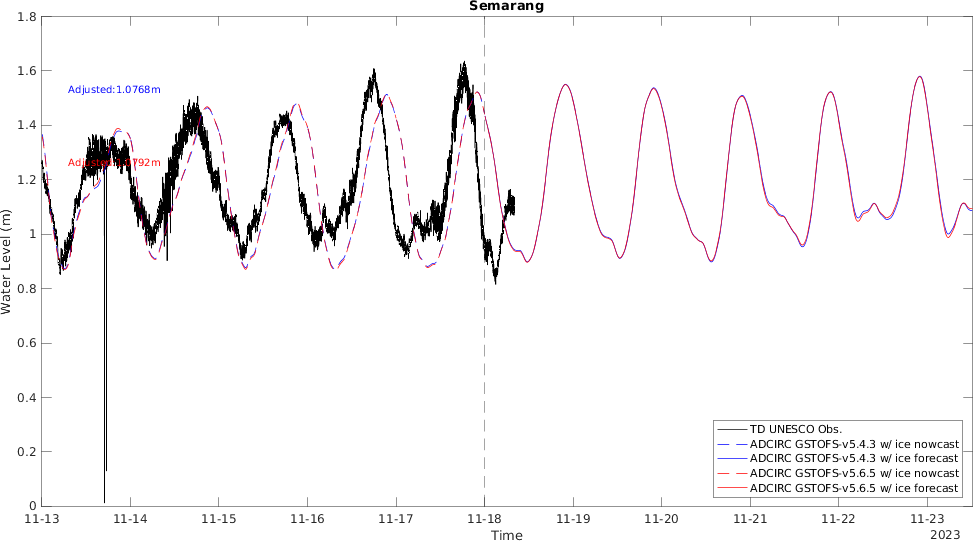 Semarang
1.8
1.6
1.4
1.2
1
0.8
0.6
0.4
0.2
0
Water Level (m)
Adjusted:1.0768m
792m
TD UNESCO Obs.
ADCIRC GSTOFS-v5.4.3 w/ ice nowcast
ADCIRC GSTOFS-v5.4.3 w/ ice forecast
ADCIRC GSTOFS-v5.6.5 w/ ice nowcast
ADCIRC GSTOFS-v5.6.5 w/ ice forecast
11-13 11-14 11-15 11-16 11-17 11-18 11-19 11-20 11-21 11-22 11-23
Time
2023